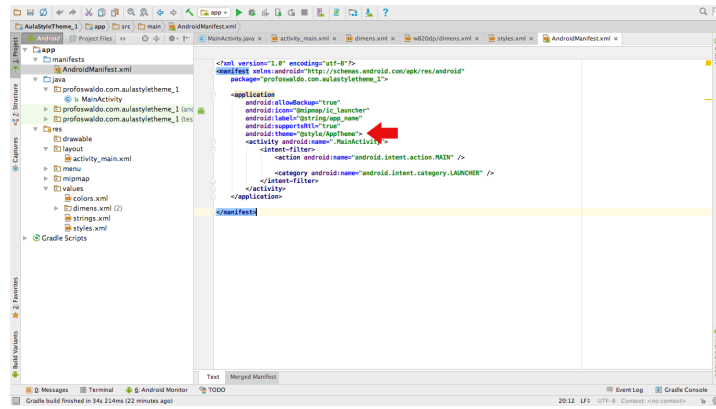 app
AulaStyleTheme_1 app src main AndroidManifest.xml
Android Project Files
MainActivity.java activity_main.xml dimens.xml w820dp/dimens.xml styles.xml AndroidManifest.xml
1: Project
Z: Structure
Captures
2: Favorites
Build Variants
app
manifests
AndroidManifest.xml
java
profoswaldo.com.aulastyletheme_1
MainActivity
profoswaldo.com.aulastyletheme_1 (and
profoswaldo.com.aulastyletheme_1 (tes
res
drawable
layout
activity_main.xml
menu
mipmap
values
colors.xml
dimens.xml (2)
strings.xml
styles.xml
Gradle Scripts
<?xml version="1.0" encoding="utf-8"?>
<manifest xmlns:android="http://schemas.android.com/apk/res/android"
package="profoswaldo.com.aulastyletheme_1">
<application
android:allowBackup="true"
android:icon="@mipmap/ic_launcher"
android:label="@string/app_name"
android:supportsRtl="true"
android:theme="@style/AppTheme">
<activity android:name=".MainActivity">
<intent-filter>
<action android:name="android.intent.action.MAIN" />
<category android:name="android.intent.category.LAUNCHER" />
</intent-filter>
</activity>
</application>
</manifest>
Text Merged Manifest
0: Messages Terminal 6: Android Monitor TODO Event Log Gradle Console
Gradle build finished in 34s 214ms (22 minutes ago) 20:12 LF÷ UTF-8 Context: <no context>